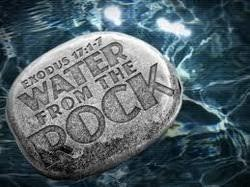 EXODUS 17:1-7
WATER
FROM THE
ROCK